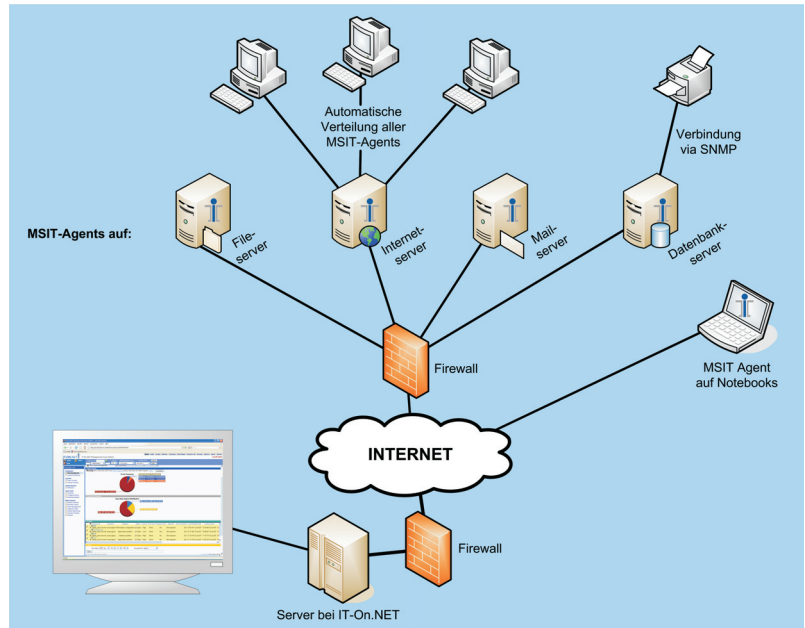 Automatische
Verteilung aller
MSIT-Agents
Verbindung
via SNMP
MSIT-Agents auf:
File-
server
Internet-
server
Mail-
server
Datenbank-
server
Firewall
MSIT Agent
auf Notebooks
INTERNET
Firewall
Server bei IT-On.NET